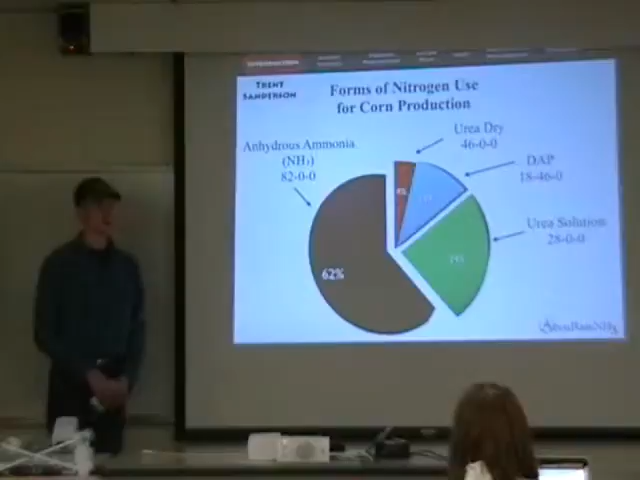 Trent
Sanderson
Forms of Nitrogen Use
for Corn Production
Urea Dry
46-0-0
Anhydrous Ammonia
(NH₃)
82-0-0
DAP
18-46-0
Urea Solution
28-0-0
62%